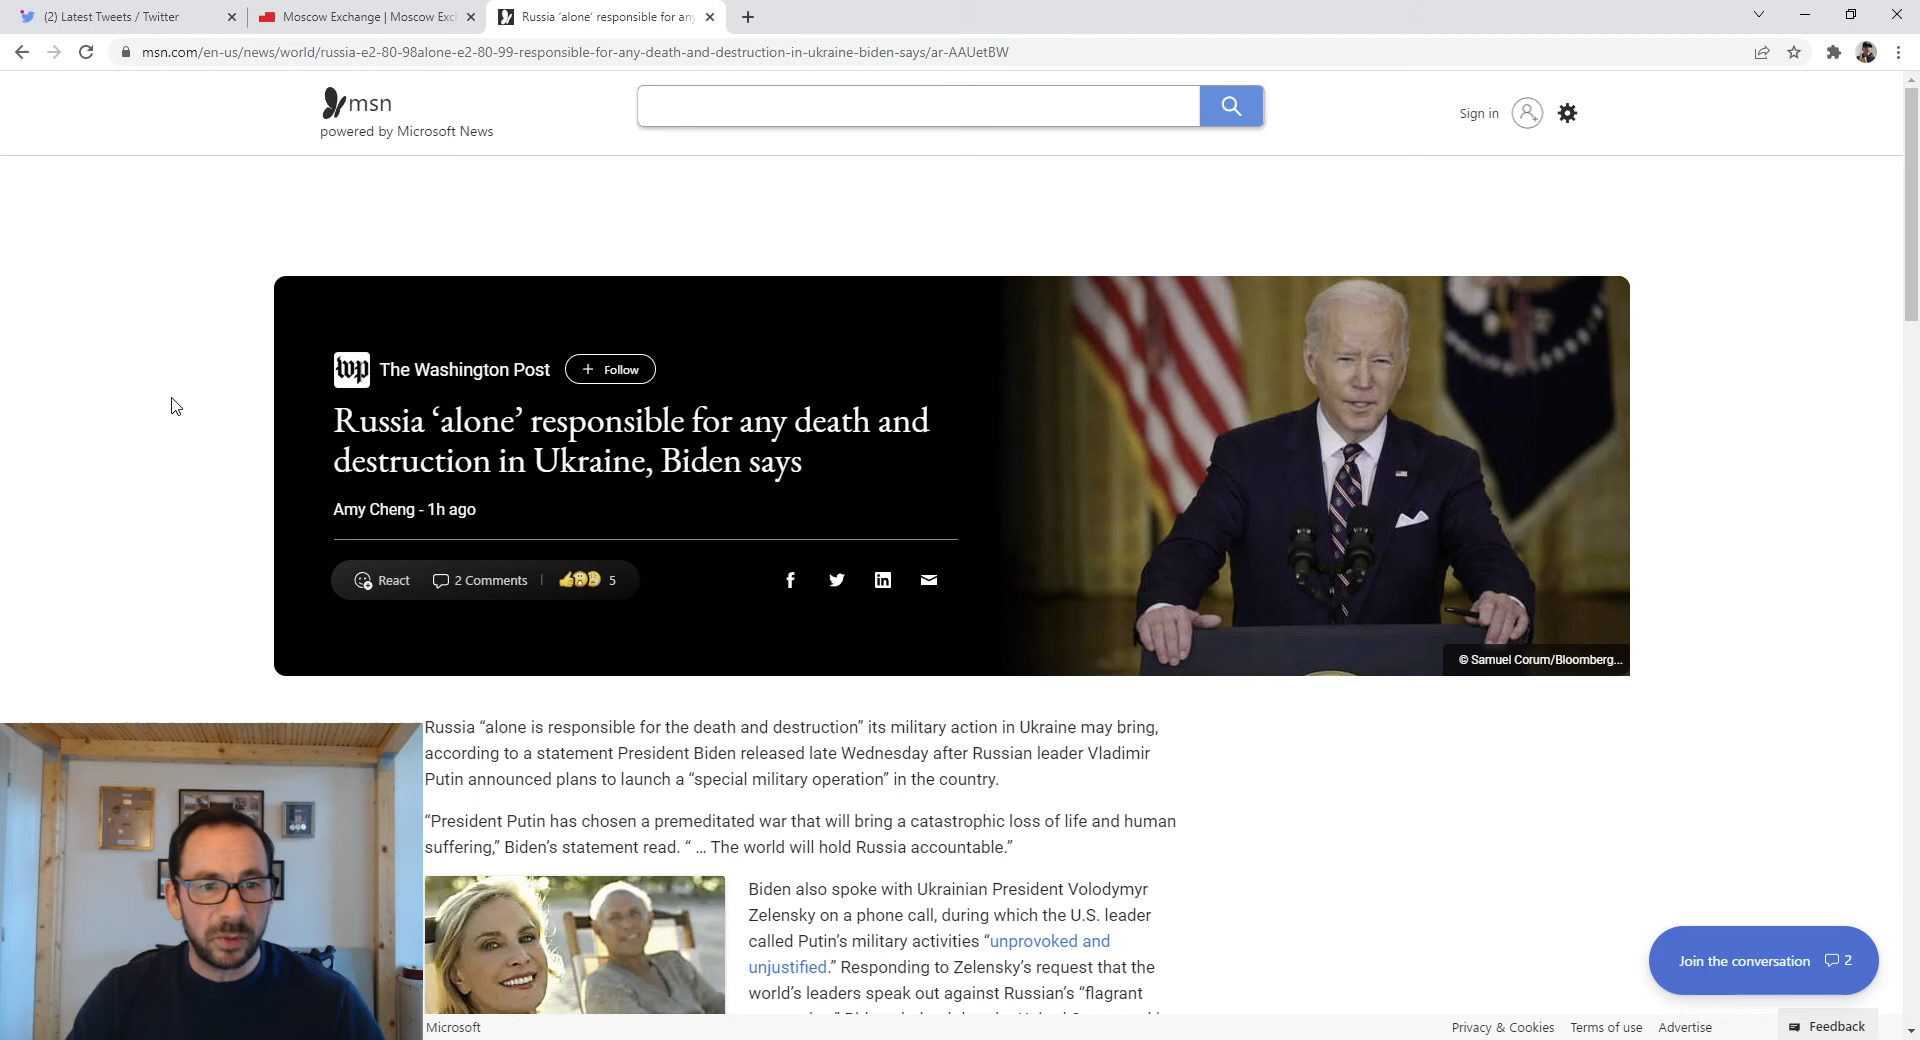 (2) Latest Tweets / Twitter
Moscow Exchange | Moscow Exc
Russia ‘alone’ responsible for any
msn.com/en-us/news/world/russia-e2-80-98alone-e2-80-99-responsible-for-any-death-and-destruction-in-ukraine-biden-says/ar-AAUetBW
msn
powered by Microsoft News
Sign in
wp The Washington Post + Follow
Russia ‘alone’ responsible for any death and
destruction in Ukraine, Biden says
Amy Cheng - 1h ago
React 2 Comments 5
© Samuel Corum/Bloomberg...
Russia “alone is responsible for the death and destruction” its military action in Ukraine may bring,
according to a statement President Biden released late Wednesday after Russian leader Vladimir
Putin announced plans to launch a “special military operation” in the country.
“President Putin has chosen a premeditated war that will bring a catastrophic loss of life and human
suffering,” Biden’s statement read. “ ... The world will hold Russia accountable.”
Biden also spoke with Ukrainian President Volodymyr
Zelensky on a phone call, during which the U.S. leader
called Putin’s military activities “unprovoked and
unjustified.” Responding to Zelensky’s request that the
world’s leaders speak out against Russian’s “flagrant
Join the conversation 2
Microsoft
Privacy & Cookies Terms of use Advertise
Feedback